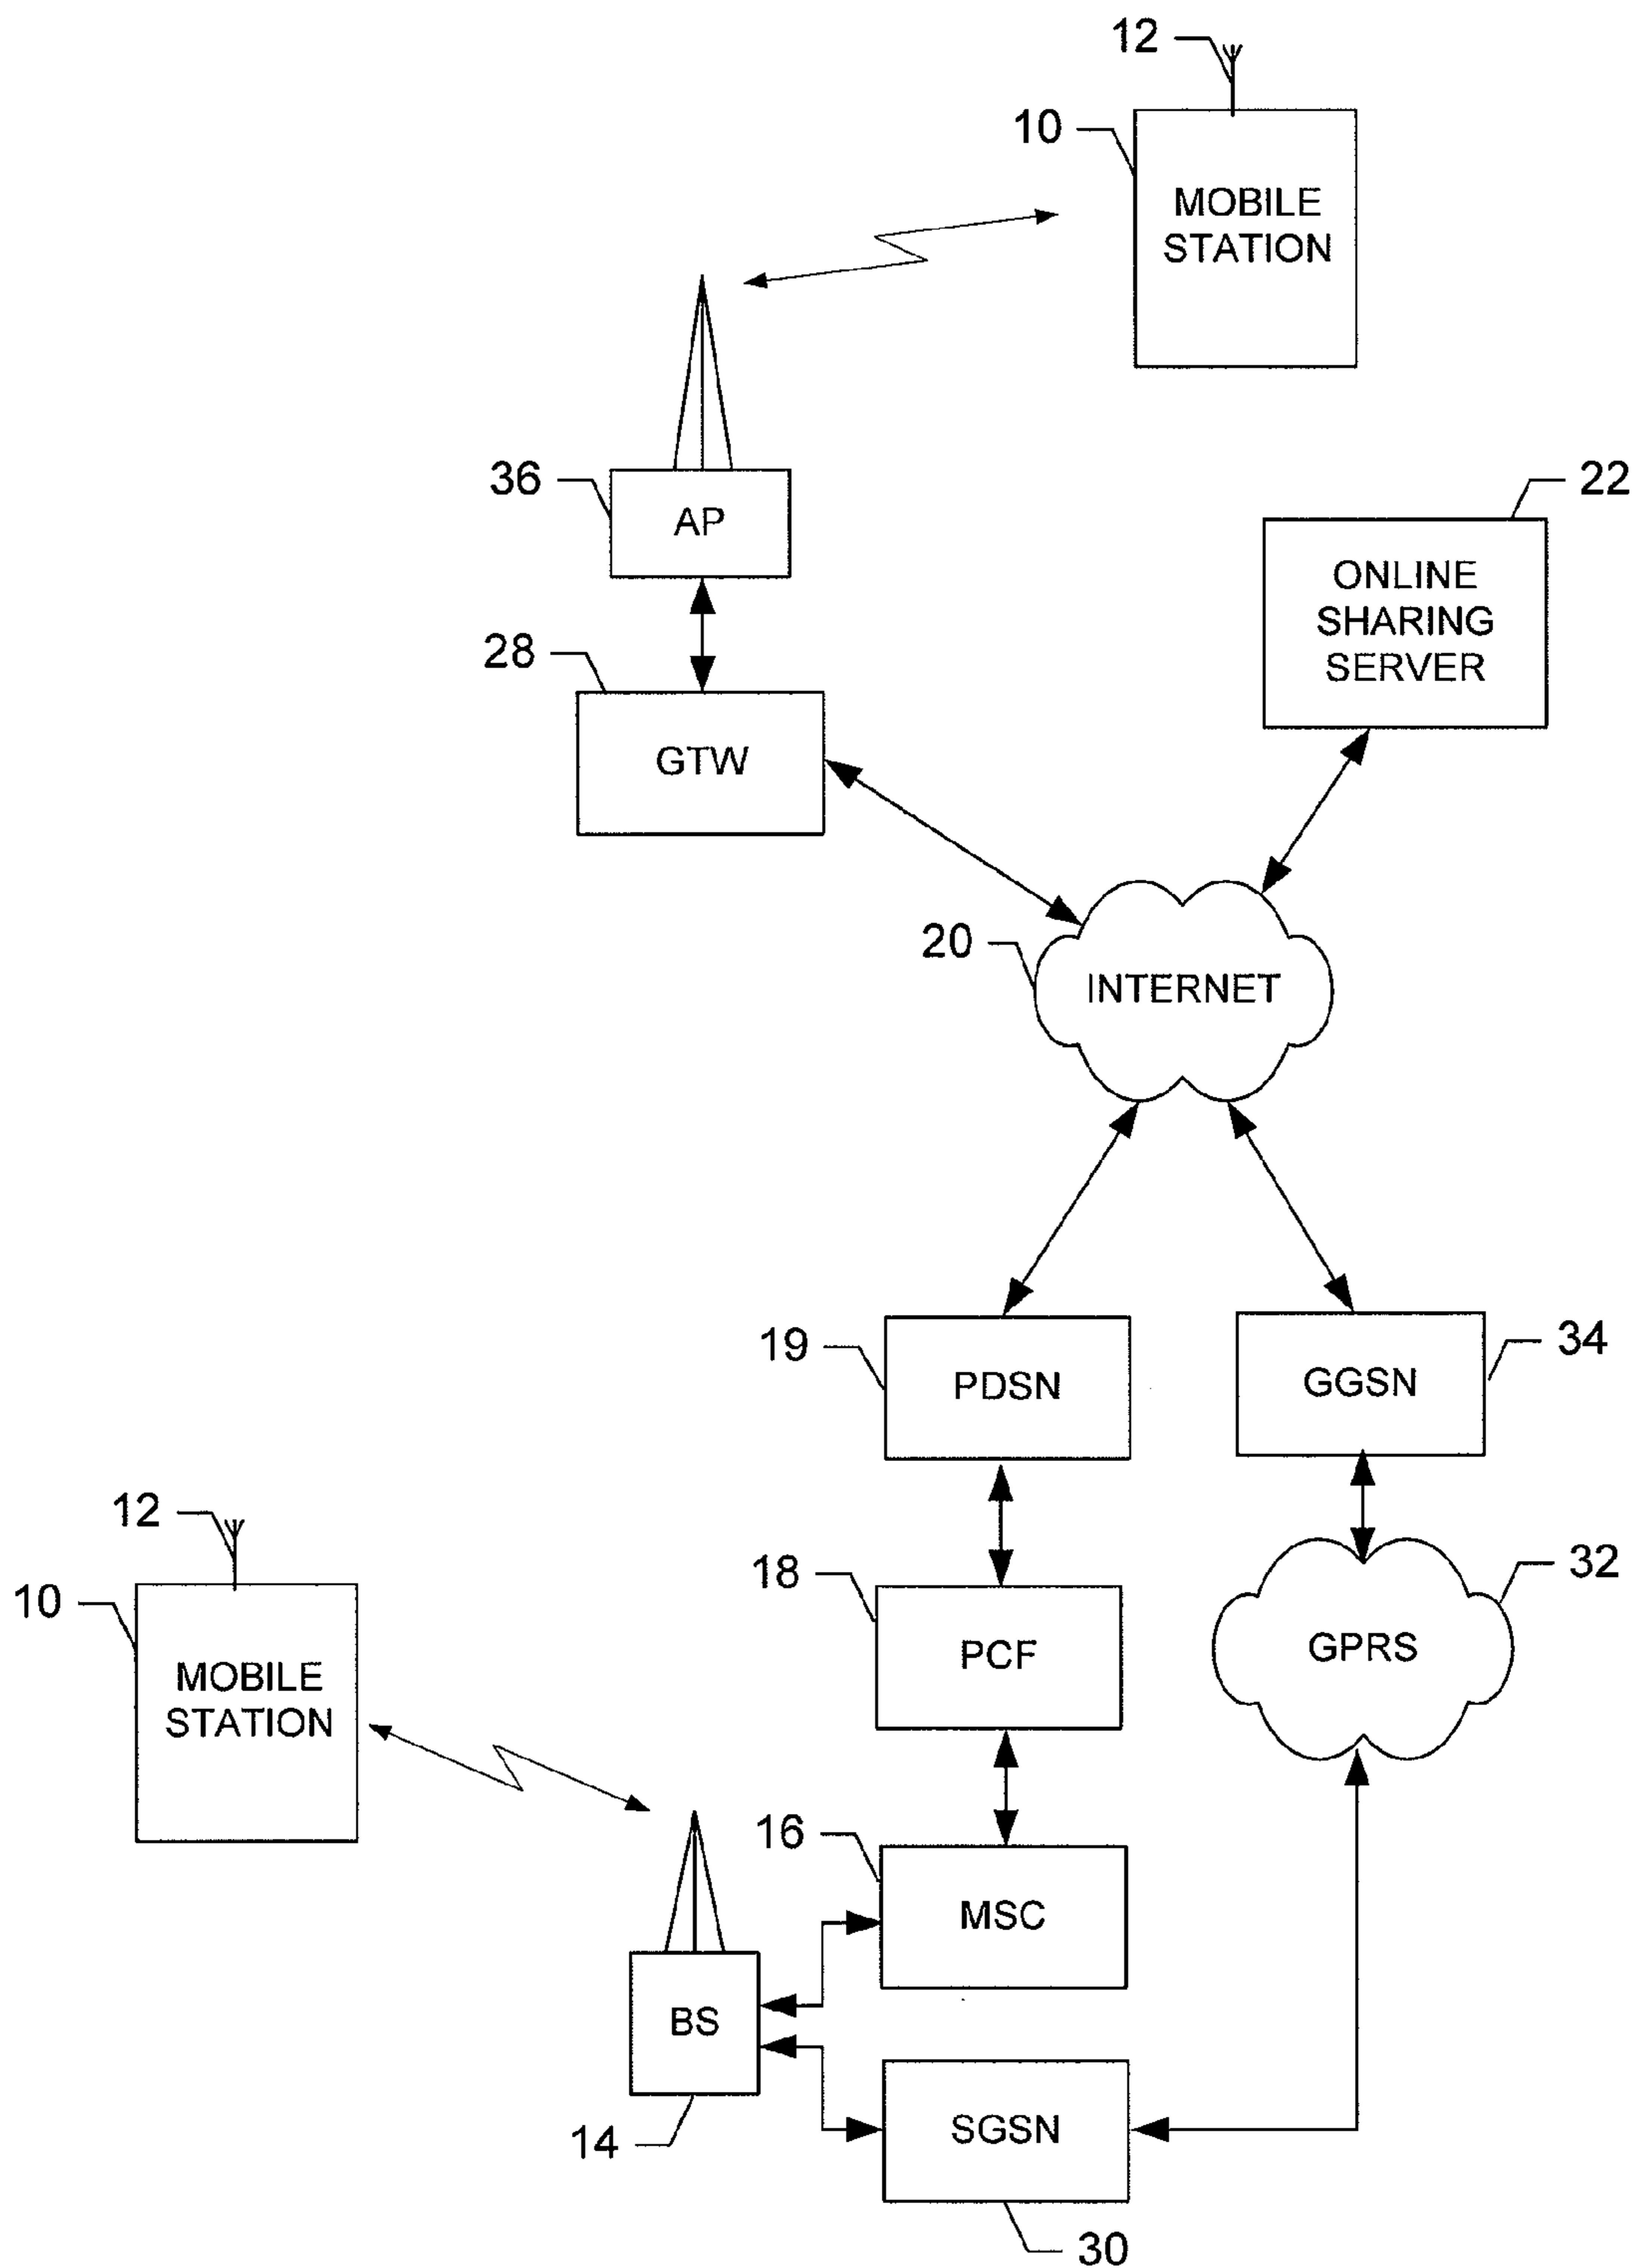 12
10
MOBILE
STATION
36
AP
22
ONLINE
SHARING
SERVER
28
GTW
20
INTERNET
19
PDSN
34
GGSN
12
10
MOBILE
STATION
18
PCF
32
GPRS
16
MSC
BS
14
SGSN
30